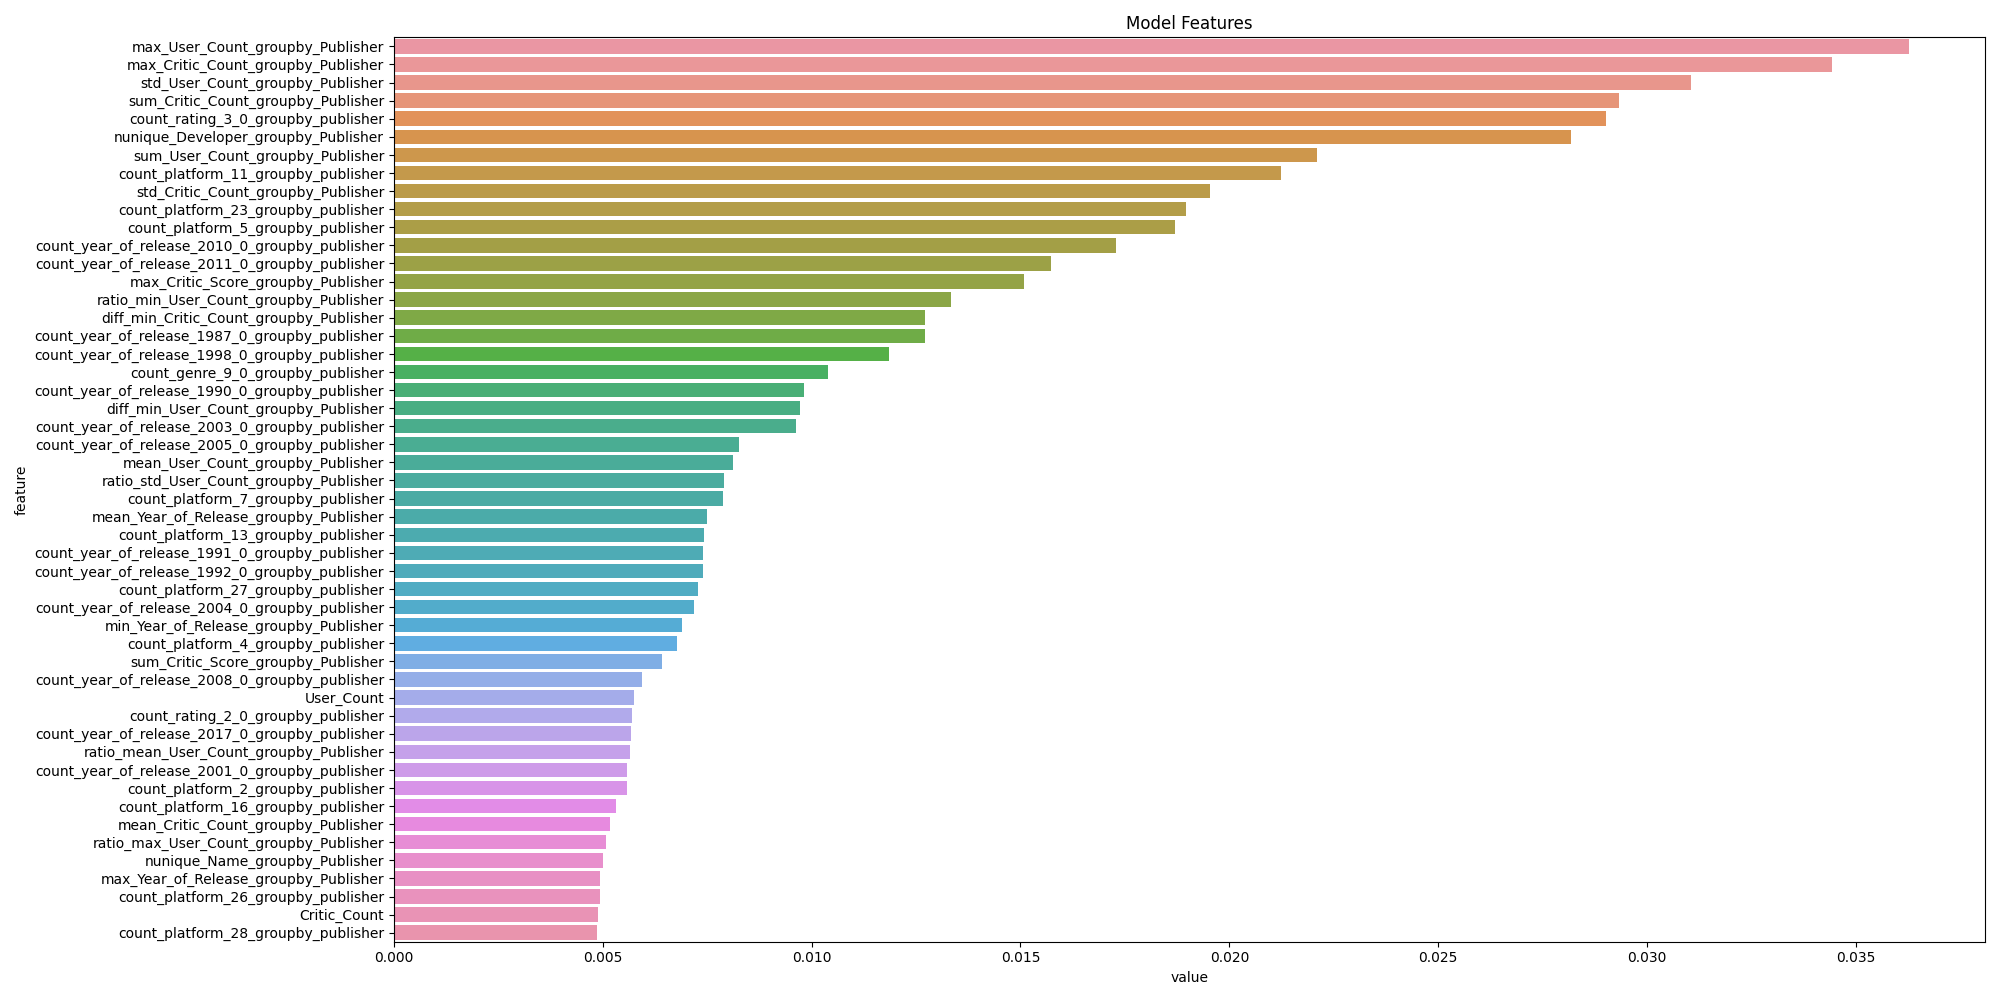 Model Features
feature
max_User_Count_groupby_Publisher
max_Critic_Count_groupby_Publisher
std_User_Count_groupby_Publisher
sum_Critic_Count_groupby_Publisher
count_rating_3_0_groupby_publisher
nunique_Developer_groupby_Publisher
sum_User_Count_groupby_Publisher
count_platform_11_groupby_publisher
std_Critic_Count_groupby_Publisher
count_platform_23_groupby_publisher
count_platform_5_groupby_publisher
count_year_of_release_2010_0_groupby_publisher
count_year_of_release_2011_0_groupby_publisher
max_Critic_Score_groupby_Publisher
ratio_min_User_Count_groupby_Publisher
diff_min_Critic_Count_groupby_Publisher
count_year_of_release_1987_0_groupby_publisher
count_year_of_release_1998_0_groupby_publisher
count_genre_9_0_groupby_publisher
count_year_of_release_1990_0_groupby_publisher
diff_min_User_Count_groupby_Publisher
count_year_of_release_2003_0_groupby_publisher
count_year_of_release_2005_0_groupby_publisher
mean_User_Count_groupby_Publisher
ratio_std_User_Count_groupby_Publisher
count_platform_7_groupby_publisher
mean_Year_of_Release_groupby_Publisher
count_platform_13_groupby_publisher
count_year_of_release_1991_0_groupby_publisher
count_year_of_release_1992_0_groupby_publisher
count_platform_27_groupby_publisher
count_year_of_release_2004_0_groupby_publisher
min_Year_of_Release_groupby_Publisher
count_platform_4_groupby_publisher
sum_Critic_Score_groupby_Publisher
count_year_of_release_2008_0_groupby_publisher
User_Count
count_rating_2_0_groupby_publisher
count_year_of_release_2017_0_groupby_publisher
ratio_mean_User_Count_groupby_Publisher
count_year_of_release_2001_0_groupby_publisher
count_platform_2_groupby_publisher
count_platform_16_groupby_publisher
mean_Critic_Count_groupby_Publisher
ratio_max_User_Count_groupby_Publisher
nunique_Name_groupby_Publisher
max_Year_of_Release_groupby_Publisher
count_platform_26_groupby_publisher
Critic_Count
count_platform_28_groupby_publisher
0.000 0.005 0.010 0.015 0.020 0.025 0.030 0.035
value